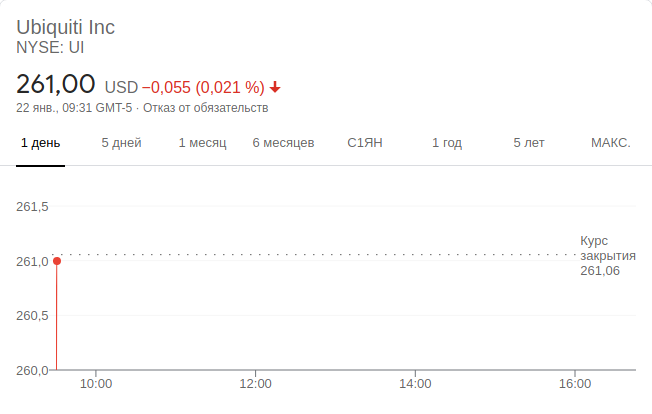 Ubiquiti Inc
NYSE: UI
261,00 USD −0,055 (0,021 %)
22 янв., 09:31 GMT-5 · Отказ от обязательств
1 день 5 дней 1 месяц 6 месяцев С1ЯН 1 год 5 лет МАКС.
261,5
Курс
закрытия
261,06
261,0
260,5
260,0
10:00 12:00 14:00 16:00